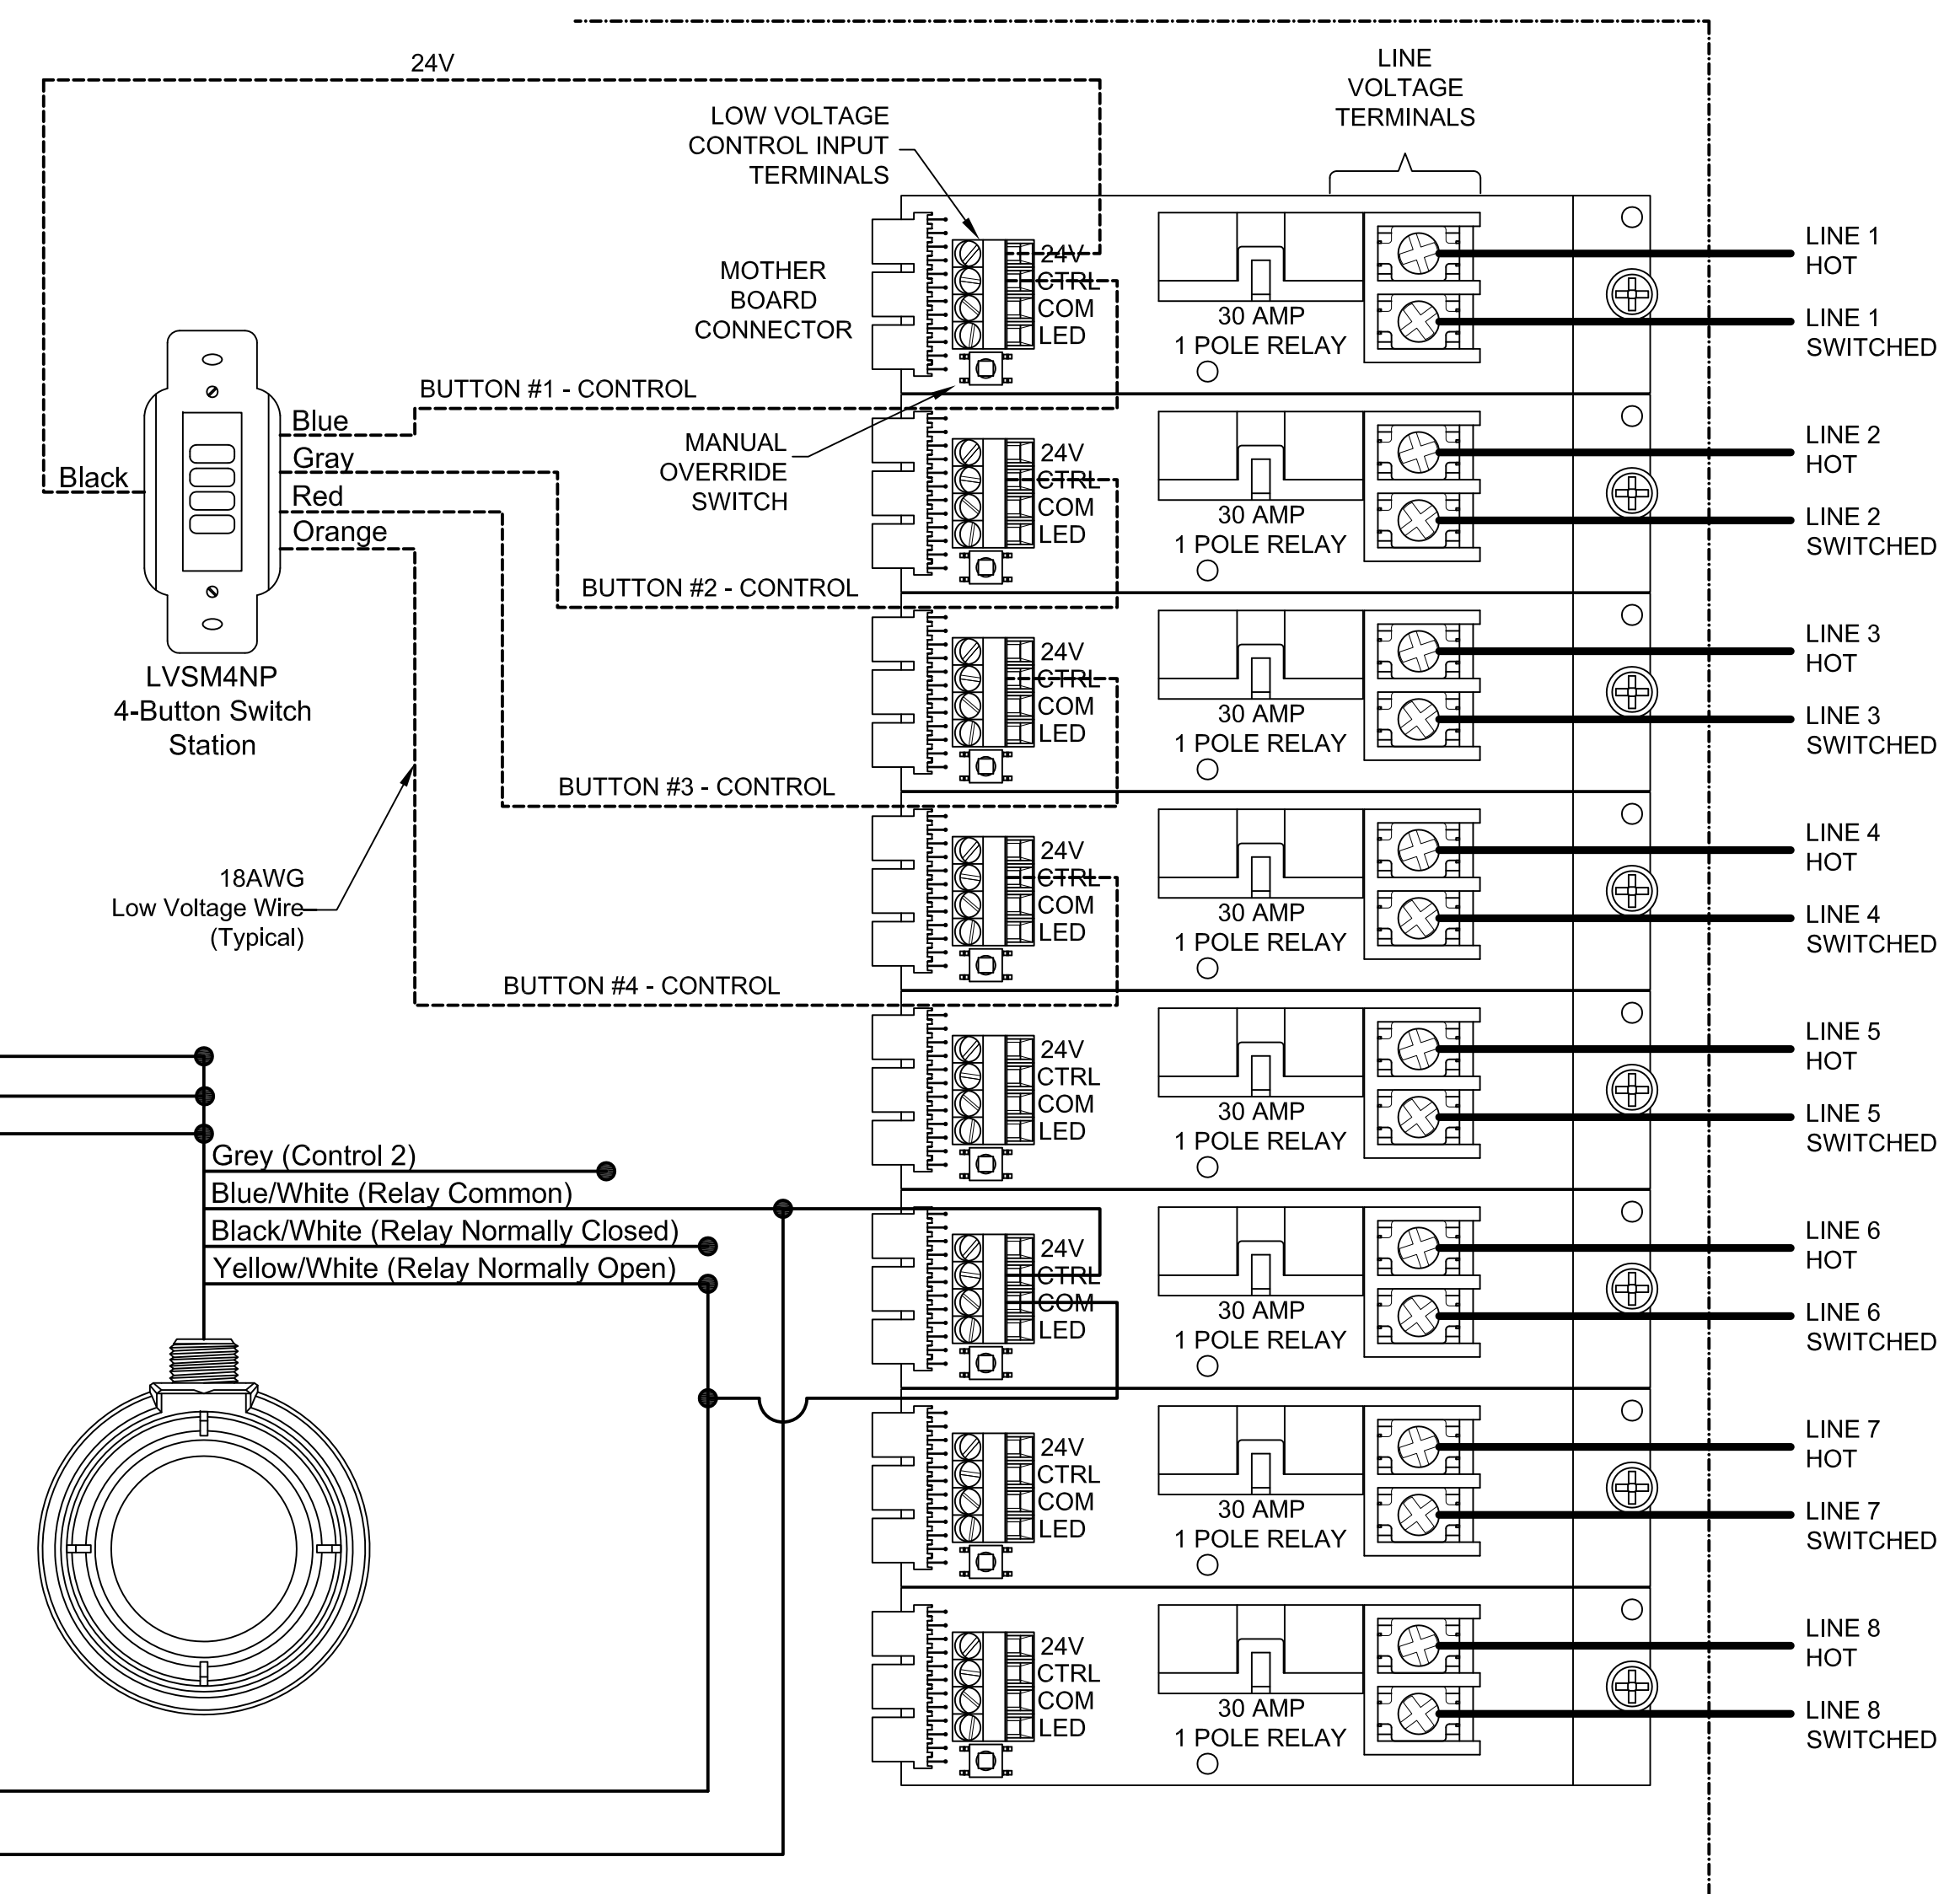 24V
LINE
VOLTAGE
TERMINALS
LOW VOLTAGE
CONTROL INPUT
TERMINALS
MOTHER
BOARD
CONNECTOR
24V
CTRL
COM
LED
30 AMP
1 POLE RELAY
LINE 1
HOT
LINE 1
SWITCHED
BUTTON #1 - CONTROL
Blue
Gray
Red
Orange
Black
MANUAL
OVERRIDE
SWITCH
24V
CTRL
COM
LED
30 AMP
1 POLE RELAY
LINE 2
HOT
LINE 2
SWITCHED
BUTTON #2 - CONTROL
LVSM4NP
4-Button Switch
Station
24V
CTRL
COM
LED
30 AMP
1 POLE RELAY
LINE 3
HOT
LINE 3
SWITCHED
BUTTON #3 - CONTROL
18AWG
Low Voltage Wire
(Typical)
24V
CTRL
COM
LED
30 AMP
1 POLE RELAY
LINE 4
HOT
LINE 4
SWITCHED
BUTTON #4 - CONTROL
24V
CTRL
COM
LED
30 AMP
1 POLE RELAY
LINE 5
HOT
LINE 5
SWITCHED
Grey (Control 2)
Blue/White (Relay Common)
Black/White (Relay Normally Closed)
Yellow/White (Relay Normally Open)
24V
CTRL
COM
LED
30 AMP
1 POLE RELAY
LINE 6
HOT
LINE 6
SWITCHED
24V
CTRL
COM
LED
30 AMP
1 POLE RELAY
LINE 7
HOT
LINE 7
SWITCHED
24V
CTRL
COM
LED
30 AMP
1 POLE RELAY
LINE 8
HOT
LINE 8
SWITCHED